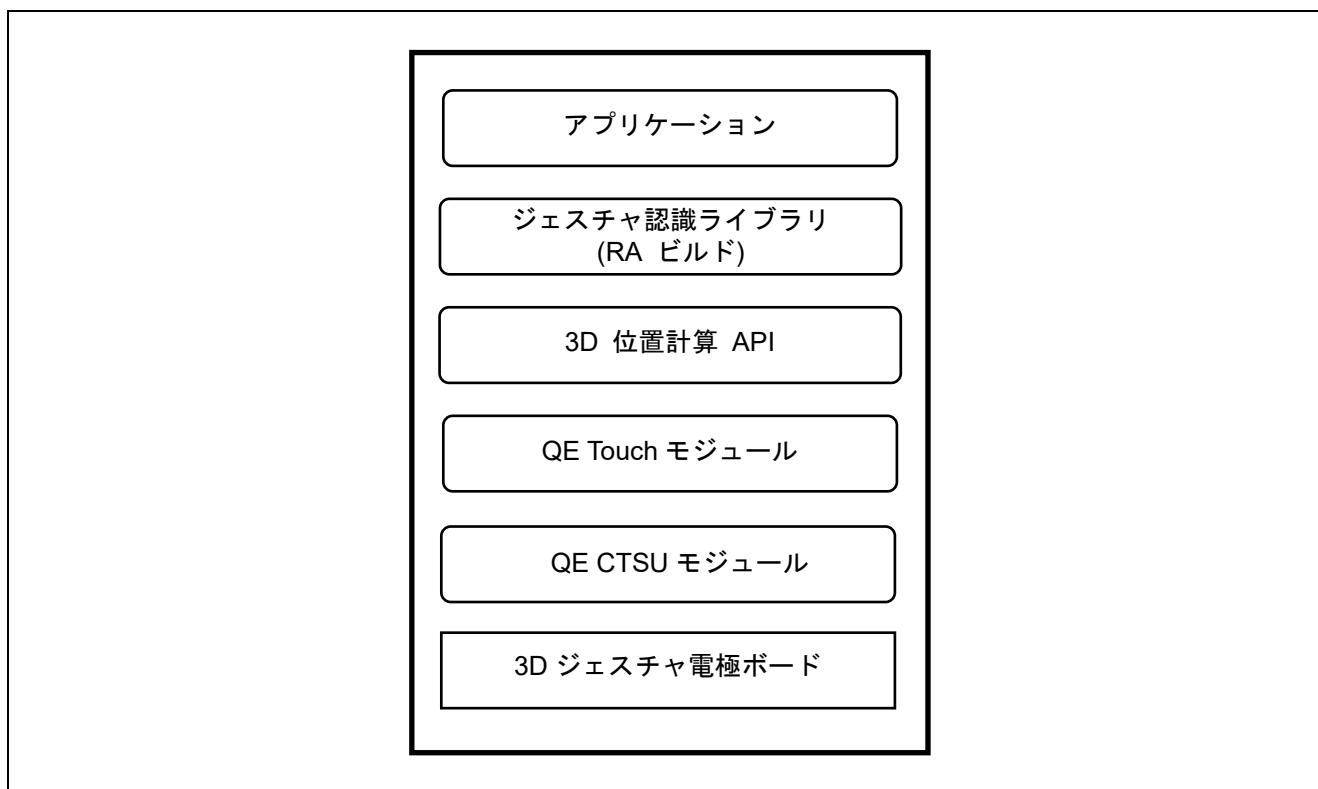 アプリケーション
ジェスチャ認識ライブラリ
(RA ビルド)
3D 位置計算 API
QE Touch モジュール
QE CTSU モジュール
3D ジェスチャ電極ボード